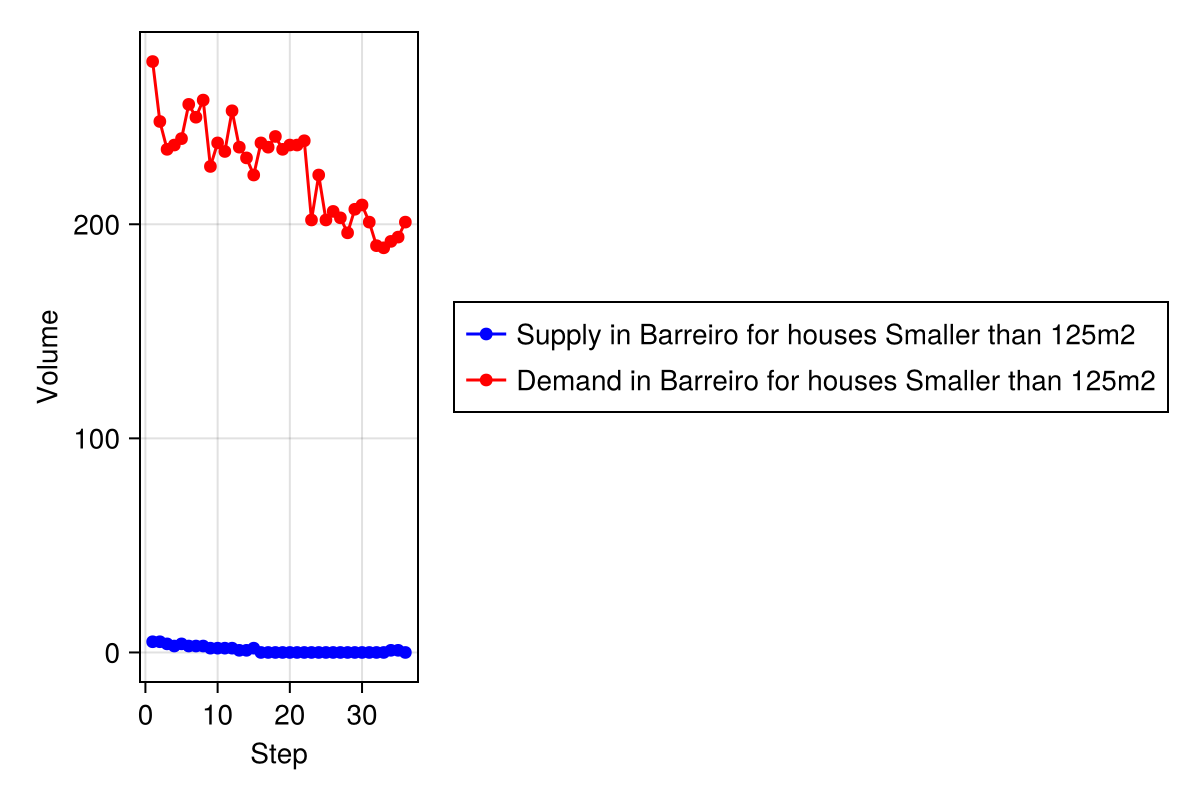 Volume
200
100
0
0 10 20 30
Step
Supply in Barreiro for houses Smaller than 125m2
Demand in Barreiro for houses Smaller than 125m2